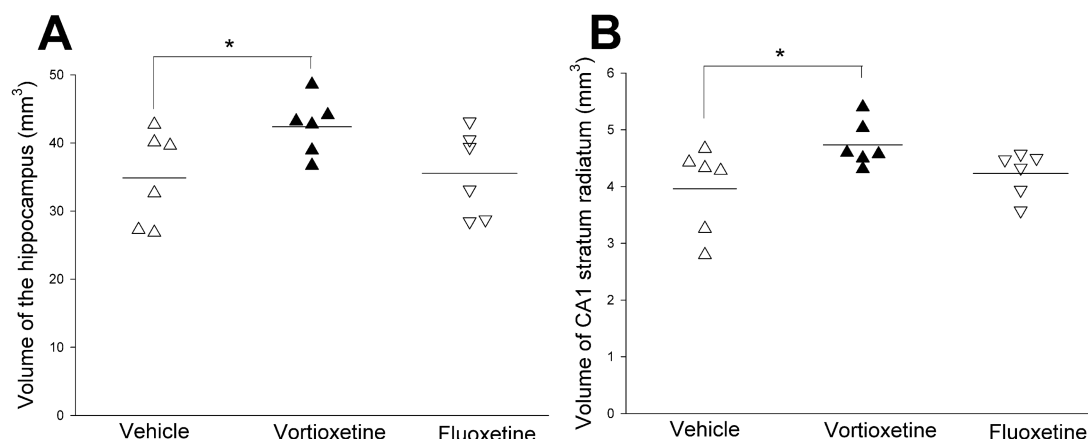 A
*
Volume of the hippocampus (mm³)
50
40
30
20
10
0
Vehicle
Vortioxetine
Fluoxetine
B
*
Volume of CA1 stratum radiatum (mm³)
6
5
4
3
2
1
0
Vehicle
Vortioxetine
Fluoxetine